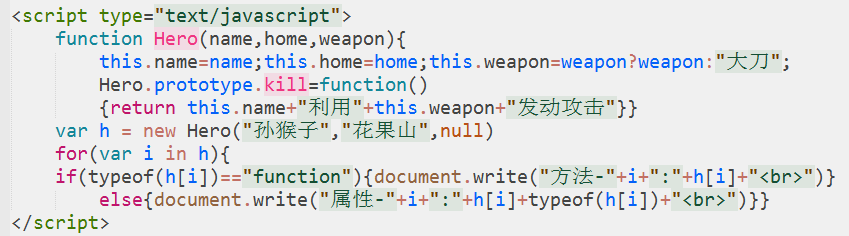 <script type="text/javascript">
    function Hero(name,home,weapon){
        this.name=name;this.home=home;this.weapon=weapon?weapon:"大刀";
        Hero.prototype.kill=function()
        {return this.name+"利用"+this.weapon+"发动攻击"}}
    var h = new Hero("孙猴子","花果山",null)
    for(var i in h){
    if(typeof(h[i])=="function"){document.write("方法-"+i+":"+h[i]+"<br>")}
        else{document.write("属性-"+i+":"+h[i]+typeof(h[i])+"<br>")}}
</script>